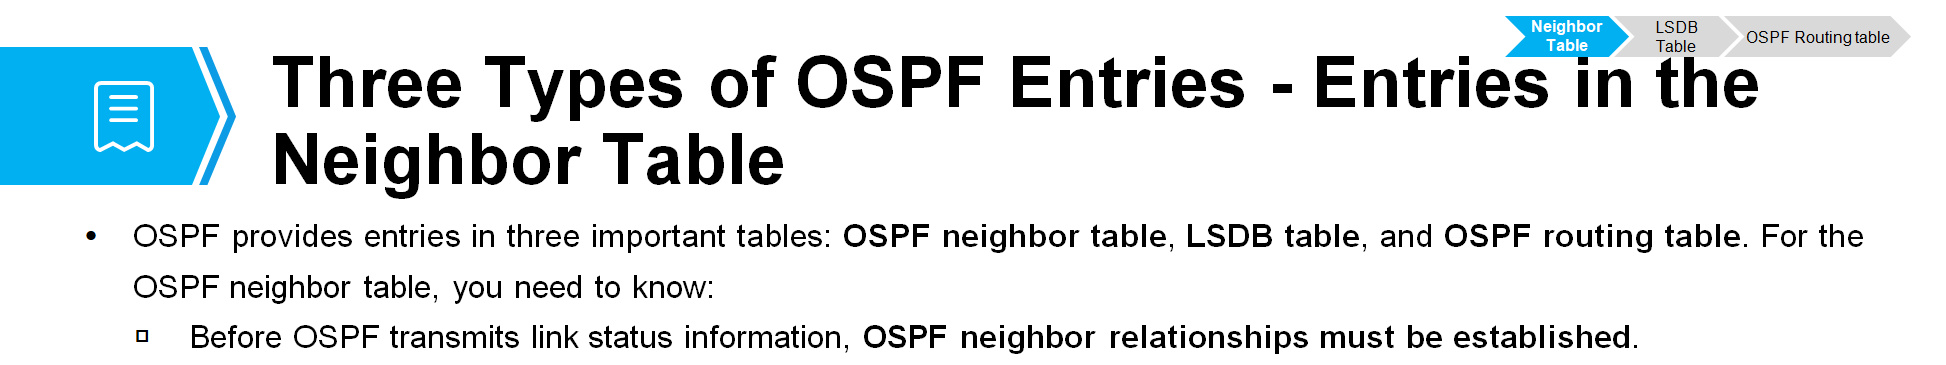 Neighbor
Table
LSDB
Table
OSPF Routing table
Three Types of OSPF Entries - Entries in the
Neighbor Table
• OSPF provides entries in three important tables: OSPF neighbor table, LSDB table, and OSPF routing table. For the
OSPF neighbor table, you need to know:
▫ Before OSPF transmits link status information, OSPF neighbor relationships must be established.